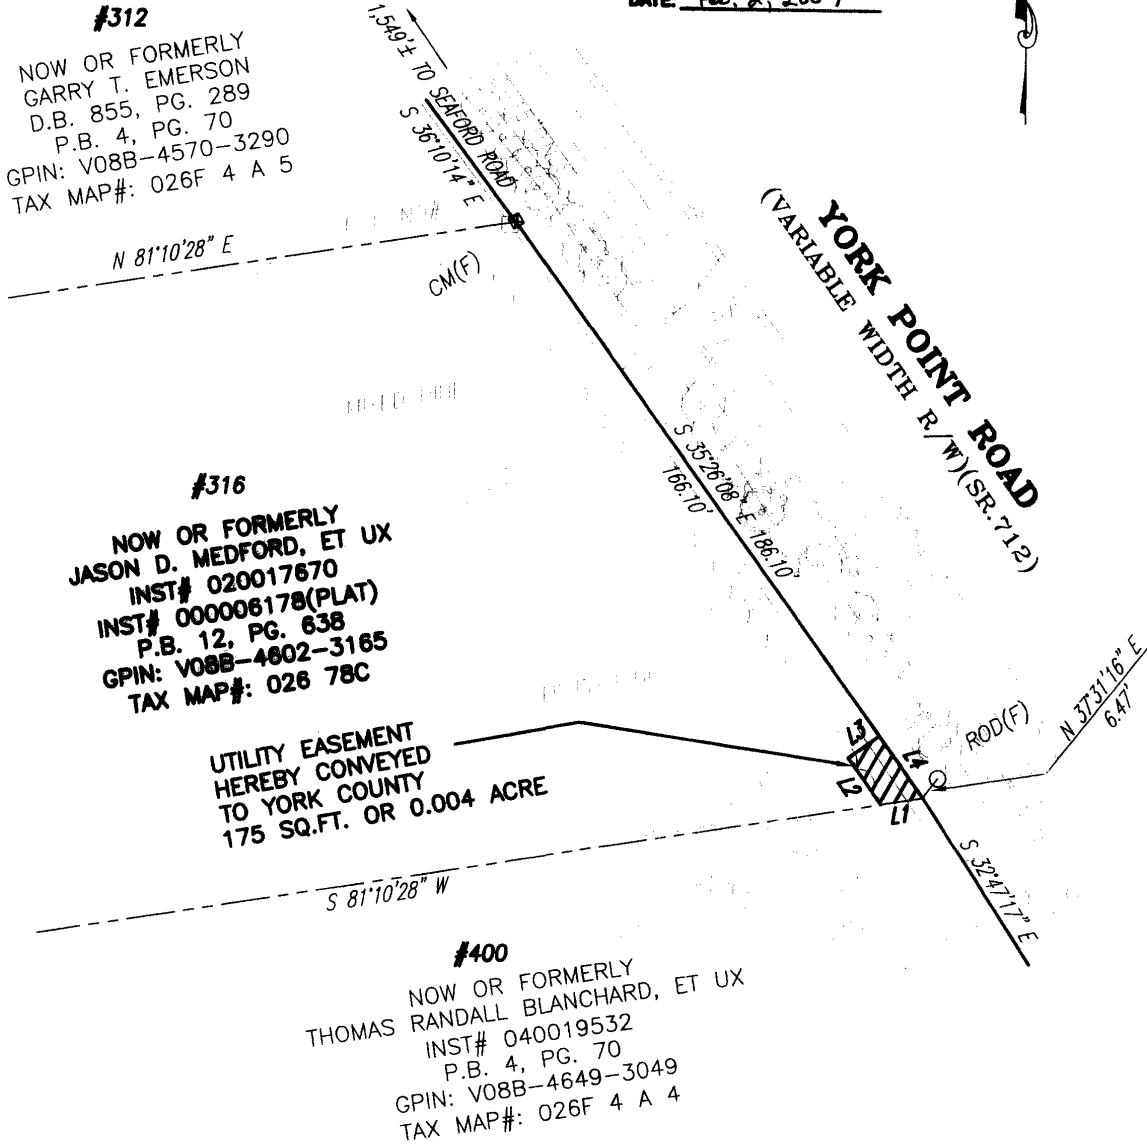 #312
NOW OR FORMERLY
GARRY T. EMERSON
D.B. 855, PG. 289
P.B. 4, PG. 70
GPIN: V08B-4570-3290
TAX MAP#: 026F 4 A 5
DATE
1,549'± TO SEAFORD ROAD
S 36°10'14" E
N 81°10'28" E
CM(F)
YORK POINT ROAD
(VARIABLE WIDTH R/W)(SR.712)
S 35°26'08" E 186.10'
166.10'
#316
NOW OR FORMERLY
JASON D. MEDFORD, ET UX
INST# 020017670
INST# 000006178(PLAT)
P.B. 12, PG. 638
GPIN: V08B-4602-3165
TAX MAP#: 026 78C
UTILITY EASEMENT
HEREBY CONVEYED
TO YORK COUNTY
175 SQ.FT. OR 0.004 ACRE
L3
L4
L2
L1
ROD(F)
N 37°31'16" E
6.47'
S 32°47'17" E
S 81°10'28" W
#400
NOW OR FORMERLY
THOMAS RANDALL BLANCHARD, ET UX
INST# 040019532
P.B. 4, PG. 70
GPIN: V08B-4649-3049
TAX MAP#: 026F 4 A 4